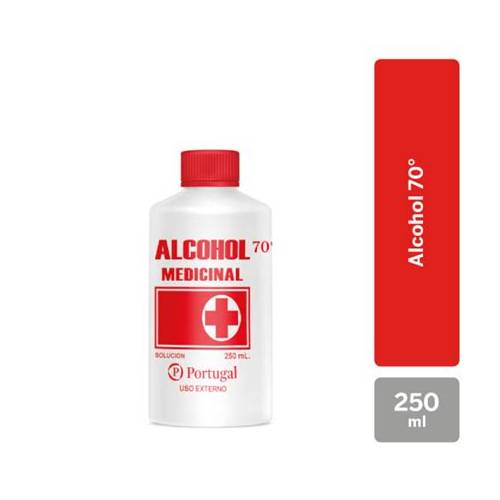 ALCOHOL 70°
MEDICINAL
SOLUCION 250 mL.
P Portugal
USO EXTERNO
Alcohol 70°
250
ml